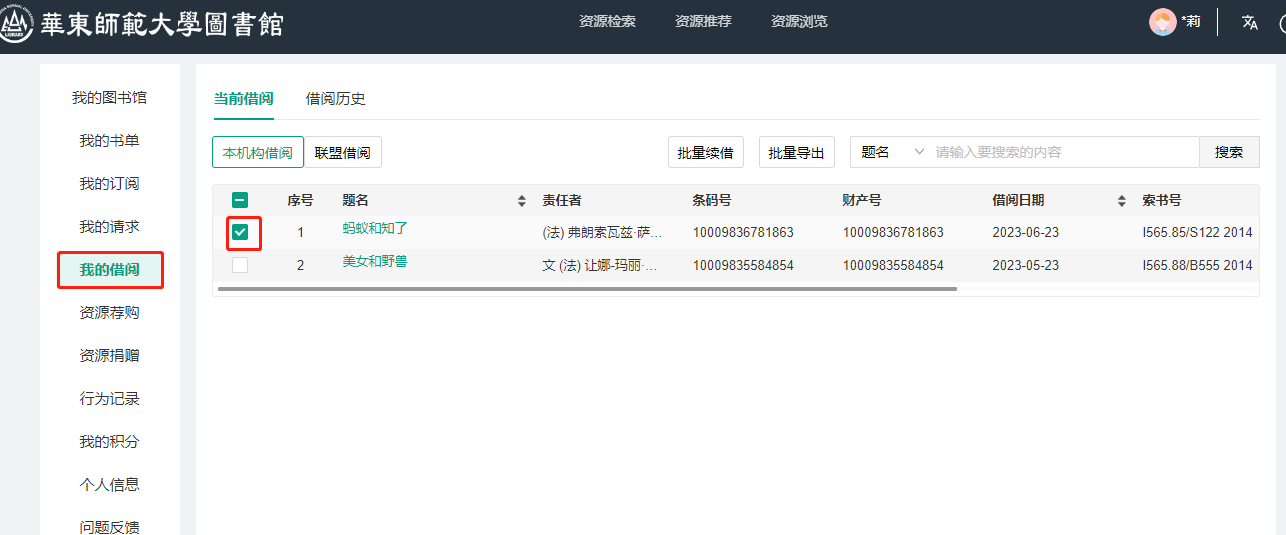 華東師範大學圖書館 资源检索 资源推荐 资源浏览 *莉
我的图书馆
我的书单
我的订阅
我的请求
我的借阅
资源荐购
资源捐赠
行为记录
我的积分
个人信息
问题反馈
当前借阅 借阅历史
本机构借阅 联盟借阅 批量续借 批量导出 题名 请输入要搜索的内容 搜索
序号 题名 责任者 条码号 财产号 借阅日期 索书号
1 蚂蚁和知了 (法) 弗朗索瓦兹·萨... 10009836781863 10009836781863 2023-06-23 I565.85/S122 2014
2 美女和野兽 文 (法) 让娜-玛丽·... 10009835584854 10009835584854 2023-05-23 I565.88/B555 2014